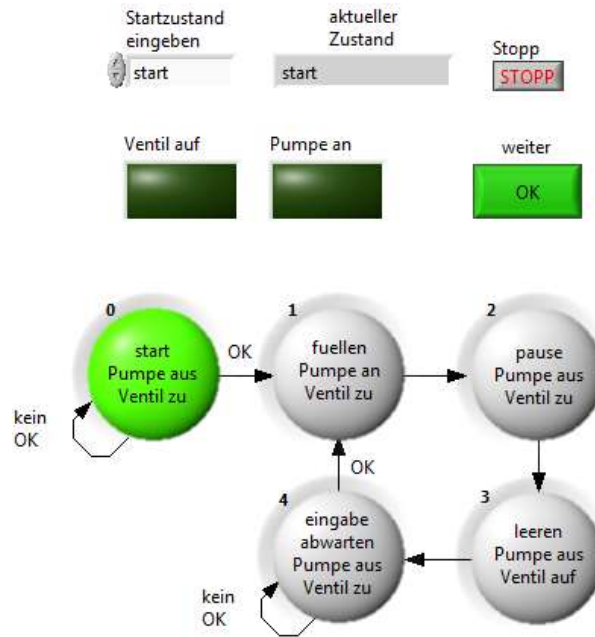 Startzustand
eingeben
aktueller
Zustand
Stopp
start
start
STOPP
Ventil auf
Pumpe an
weiter
OK
0
start
Pumpe aus
Ventil zu
OK
kein
OK
1
fuellen
Pumpe an
Ventil zu
2
pause
Pumpe aus
Ventil zu
OK
4
eingabe
abwarten
Pumpe aus
Ventil zu
kein
OK
3
leeren
Pumpe aus
Ventil auf